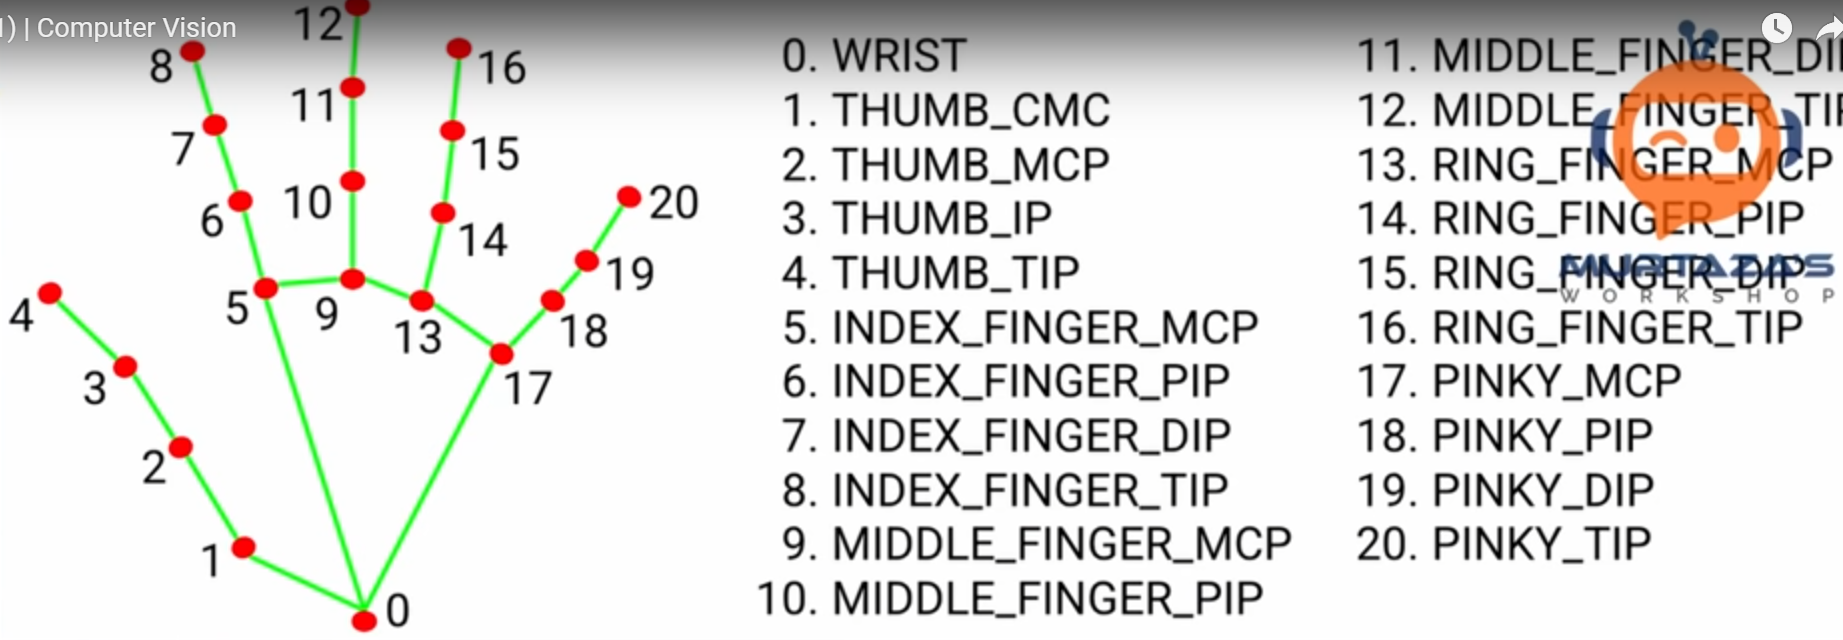 1) | Computer Vision
12
8
16
11
7
15
10
6
20
14
19
4
5
9
13
18
3
17
2
1
0
0. WRIST
1. THUMB_CMC
2. THUMB_MCP
3. THUMB_IP
4. THUMB_TIP
5. INDEX_FINGER_MCP
6. INDEX_FINGER_PIP
7. INDEX_FINGER_DIP
8. INDEX_FINGER_TIP
9. MIDDLE_FINGER_MCP
10. MIDDLE_FINGER_PIP
11. MIDDLE_FINGER_DI
12. MIDDLE_FINGER_TI
13. RING_FINGER_MCP
14. RING_FINGER_PIP
15. RING_FINGER_DIP
16. RING_FINGER_TIP
17. PINKY_MCP
18. PINKY_PIP
19. PINKY_DIP
20. PINKY_TIP
MURTAZA'S
WORKSHOP